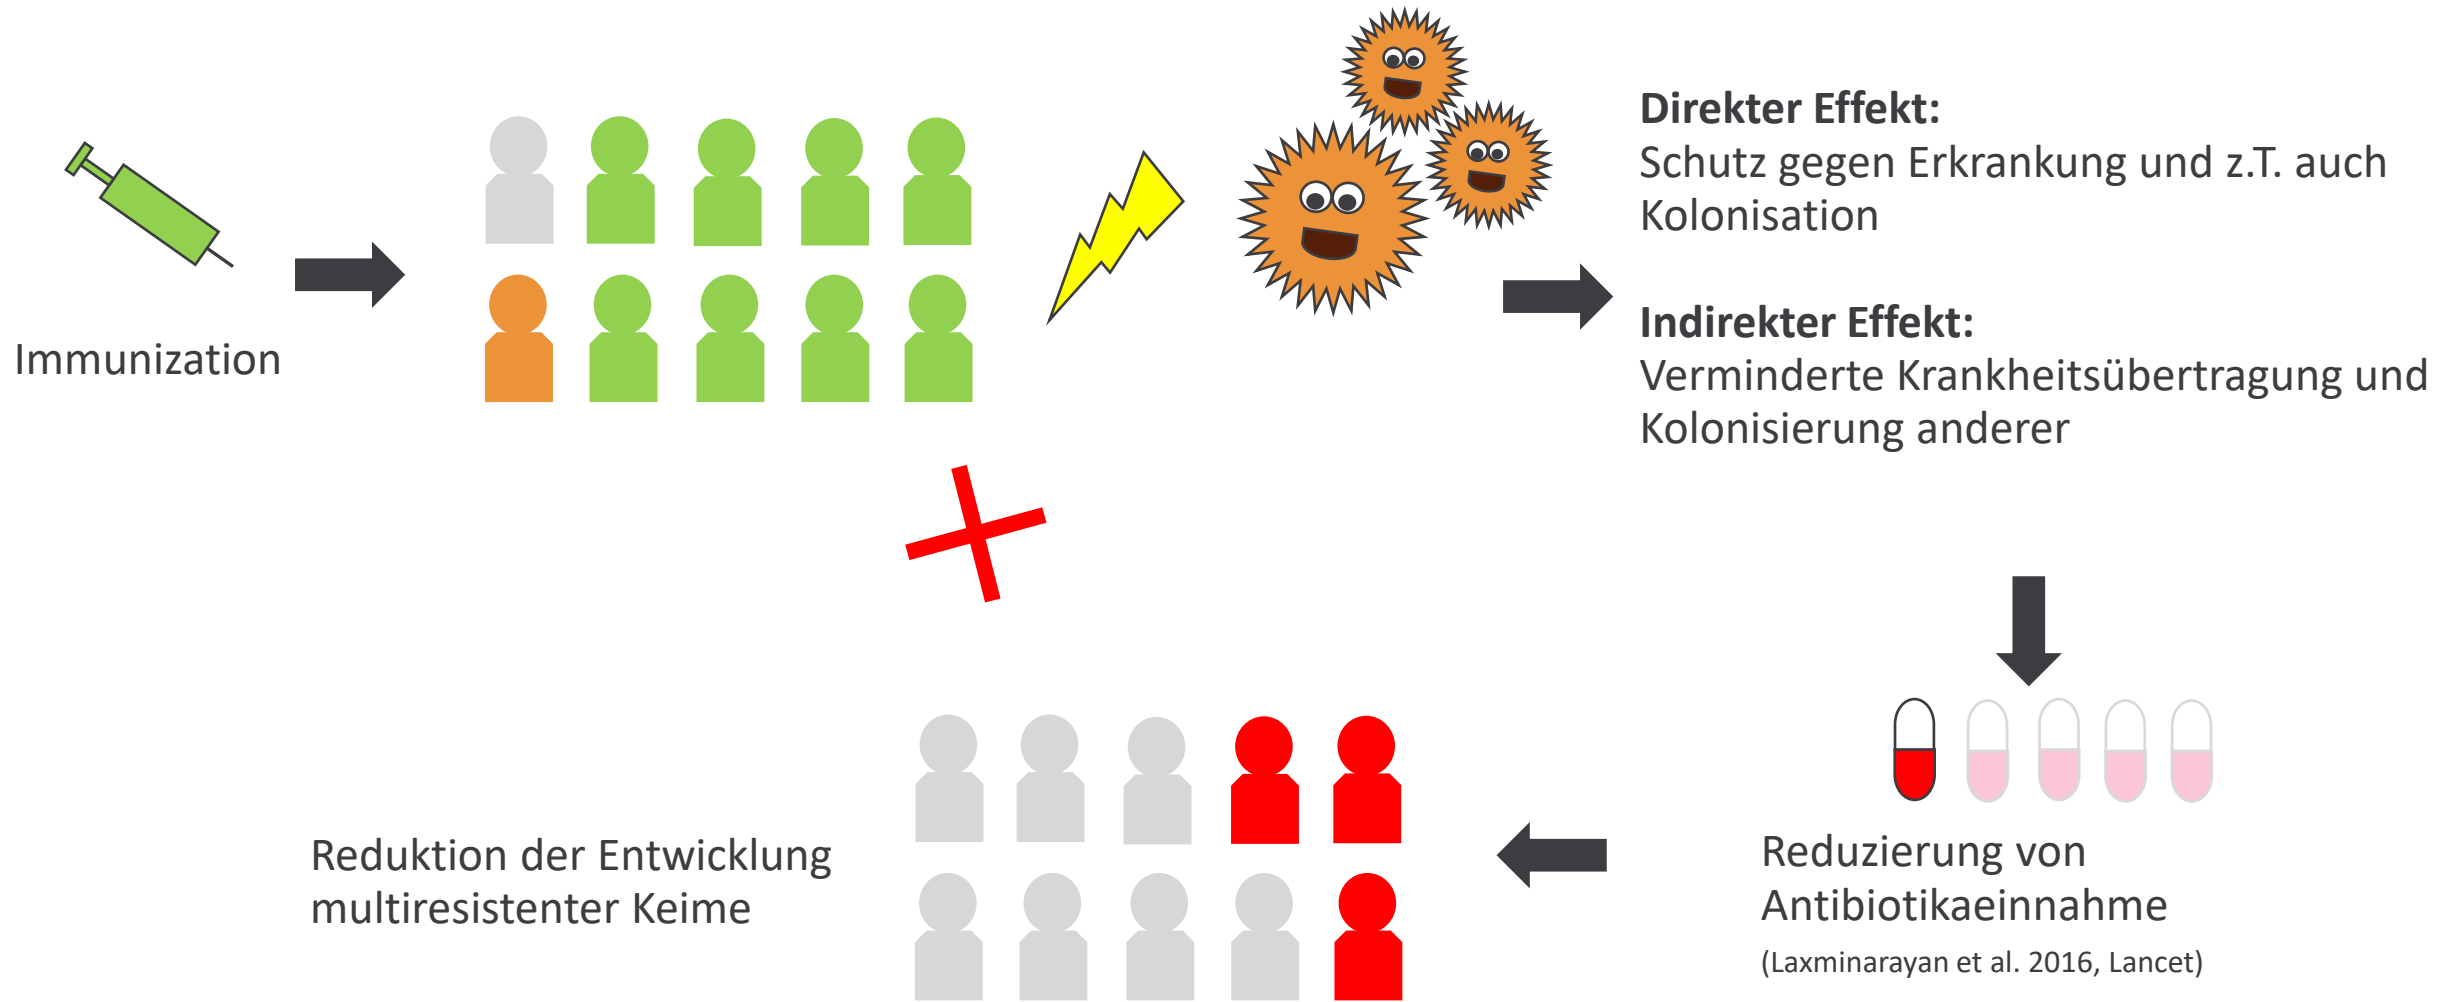 Immunization
Direkter Effekt:
Schutz gegen Erkrankung und z.T. auch
Kolonisation
Indirekter Effekt:
Verminderte Krankheitsübertragung und
Kolonisierung anderer
Reduzierung von
Antibiotikaeinnahme
(Laxminarayan et al. 2016, Lancet)
Reduktion der Entwicklung
multiresistenter Keime